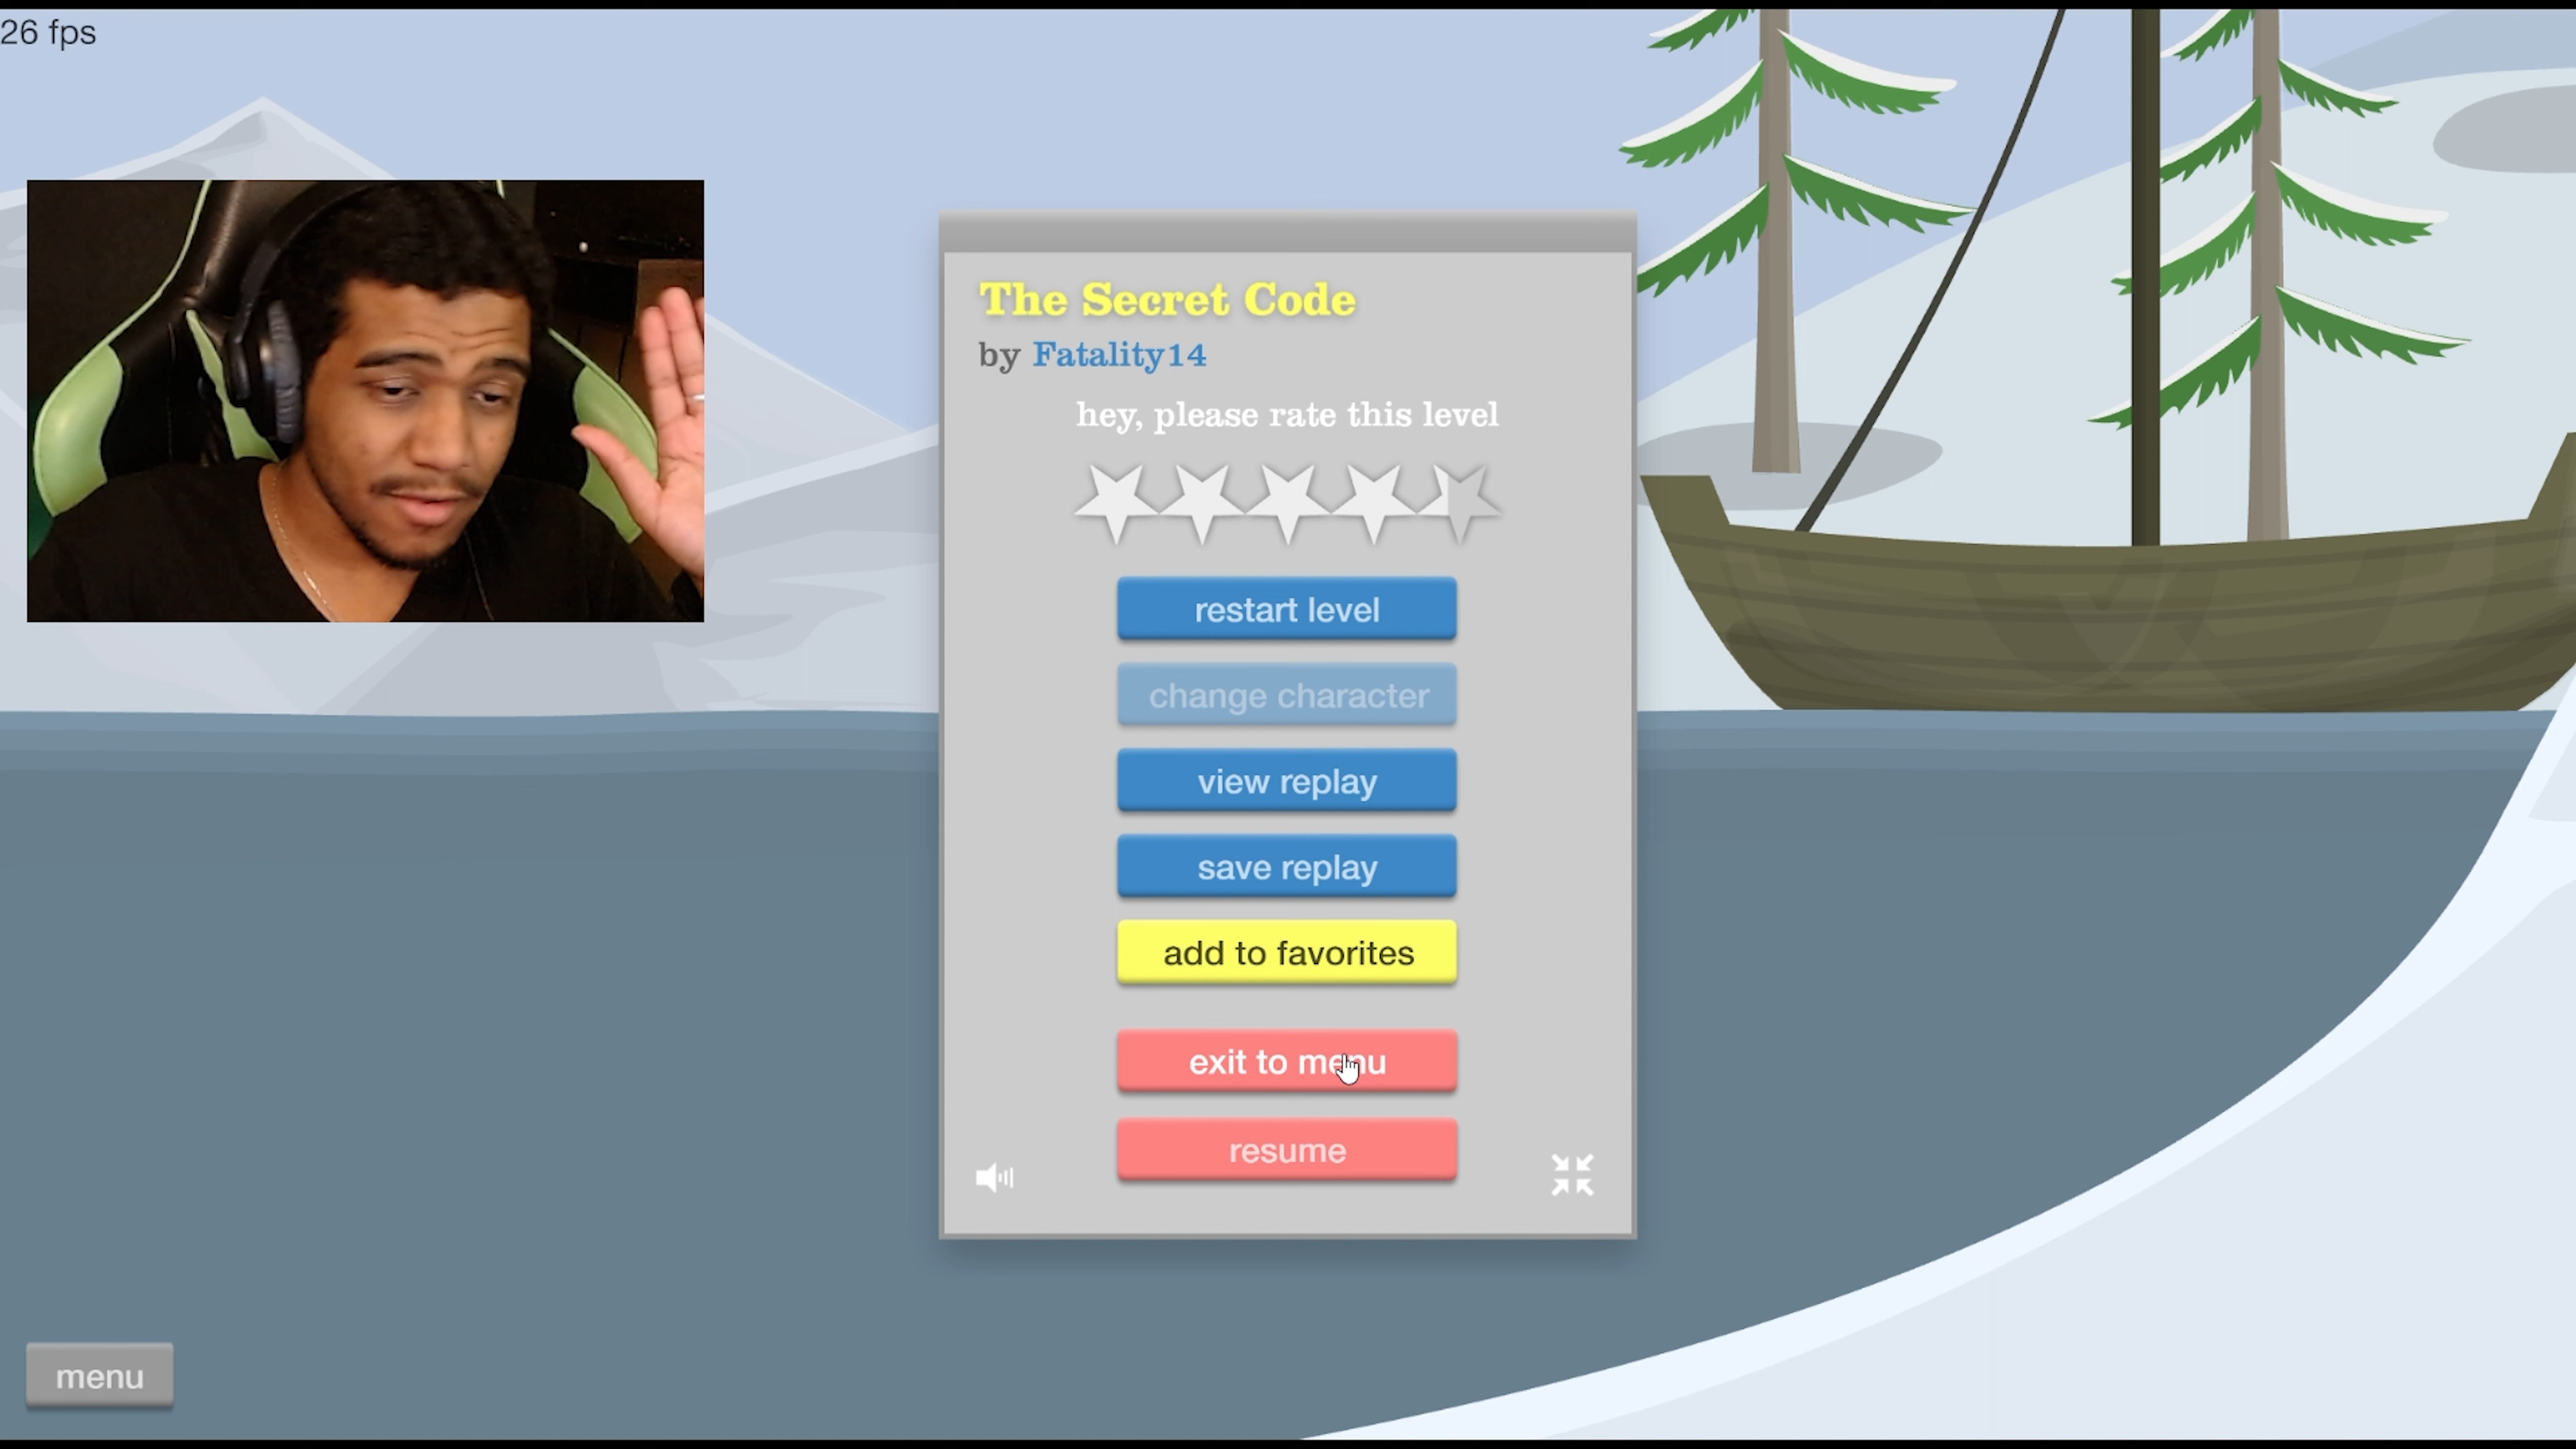 26 fps
The Secret Code
by Fatality14
hey, please rate this level
restart level
change character
view replay
save replay
add to favorites
exit to menu
resume
menu